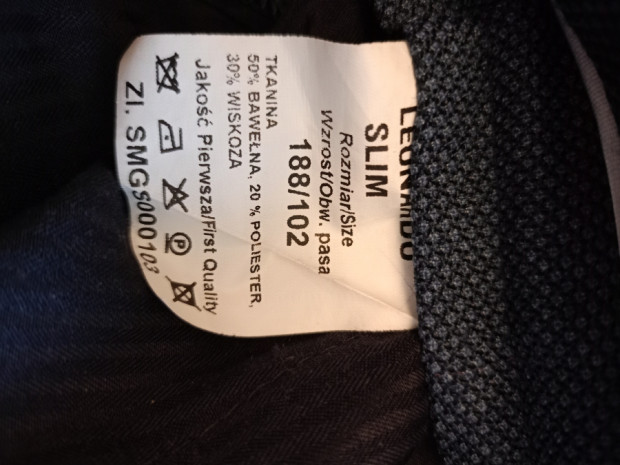 LEONARDO
SLIM
Rozmiar/Size
Wzrost/Obw. pasa
188/102
TKANINA
50% BAWEŁNA, 20 % POLIESTER,
30% WISKOZA
Jakość Pierwsza/First Quality
P
ZI. SMGS000103